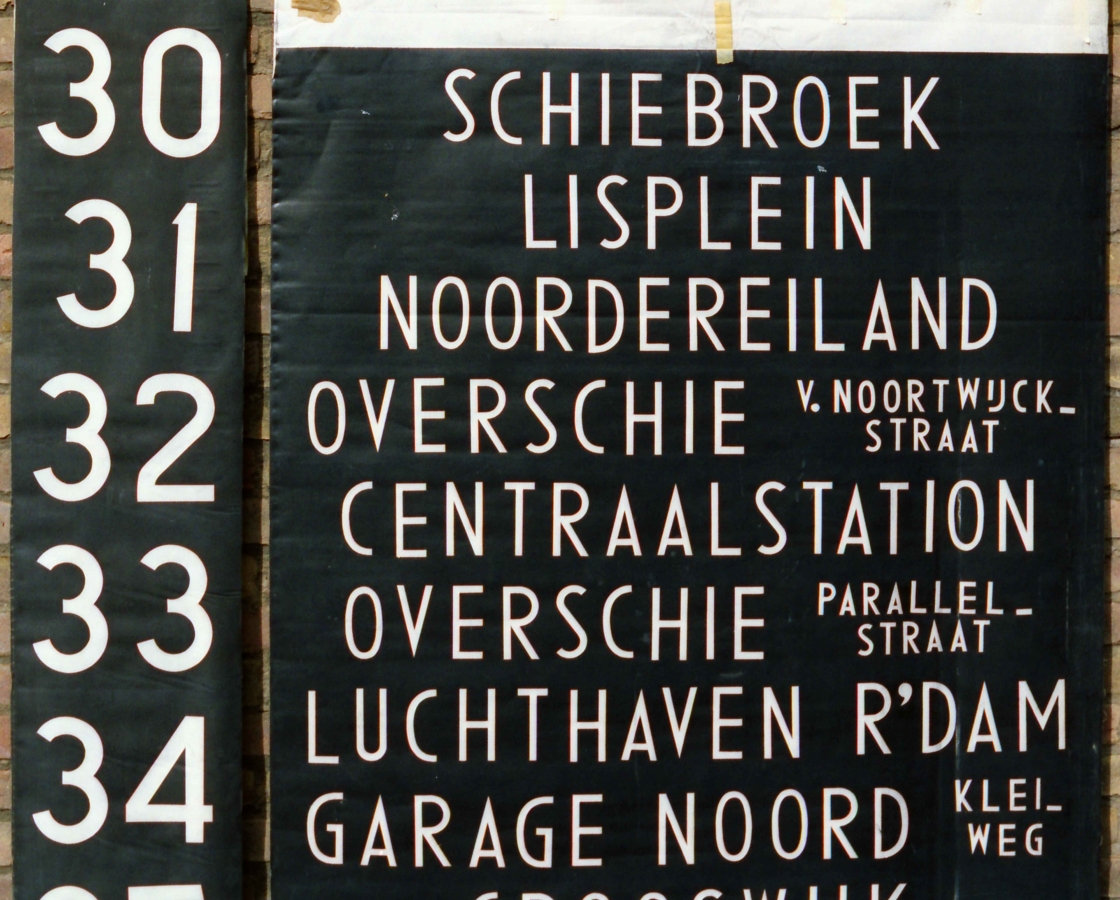 30
31
32
33
34
SCHIEBROEK
LISPLEIN
NOORDEREILAND
OVERSCHIE V. NOORTWIJCK-
STRAAT
CENTRAALSTATION
OVERSCHIE PARALLEL-
STRAAT
LUCHTHAVEN R'DAM
GARAGE NOORD KLEI-
WEG